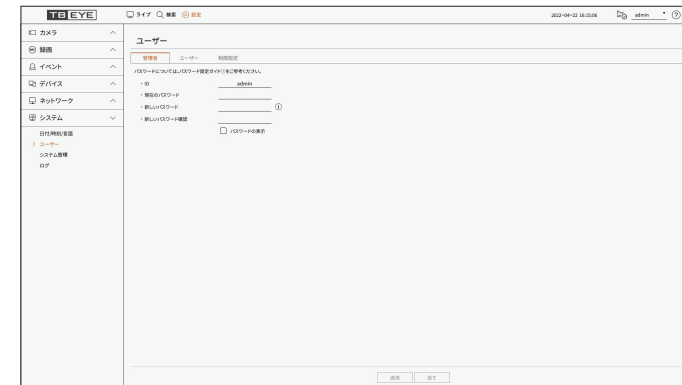 TB EYE
ライブ 検索 設定
2022-04-22 16:15:06 admin
カメラ
録画
イベント
デバイス
ネットワーク
システム
日付/時刻/言語
ユーザー
システム管理
ログ
ユーザー
管理者 ユーザー 制限設定
パスワードについては、パスワード設定ガイドをご参考ください。
・ID admin
・現在のパスワード
・新しいパスワード
・新しいパスワード確認
パスワードの表示
適用 戻す